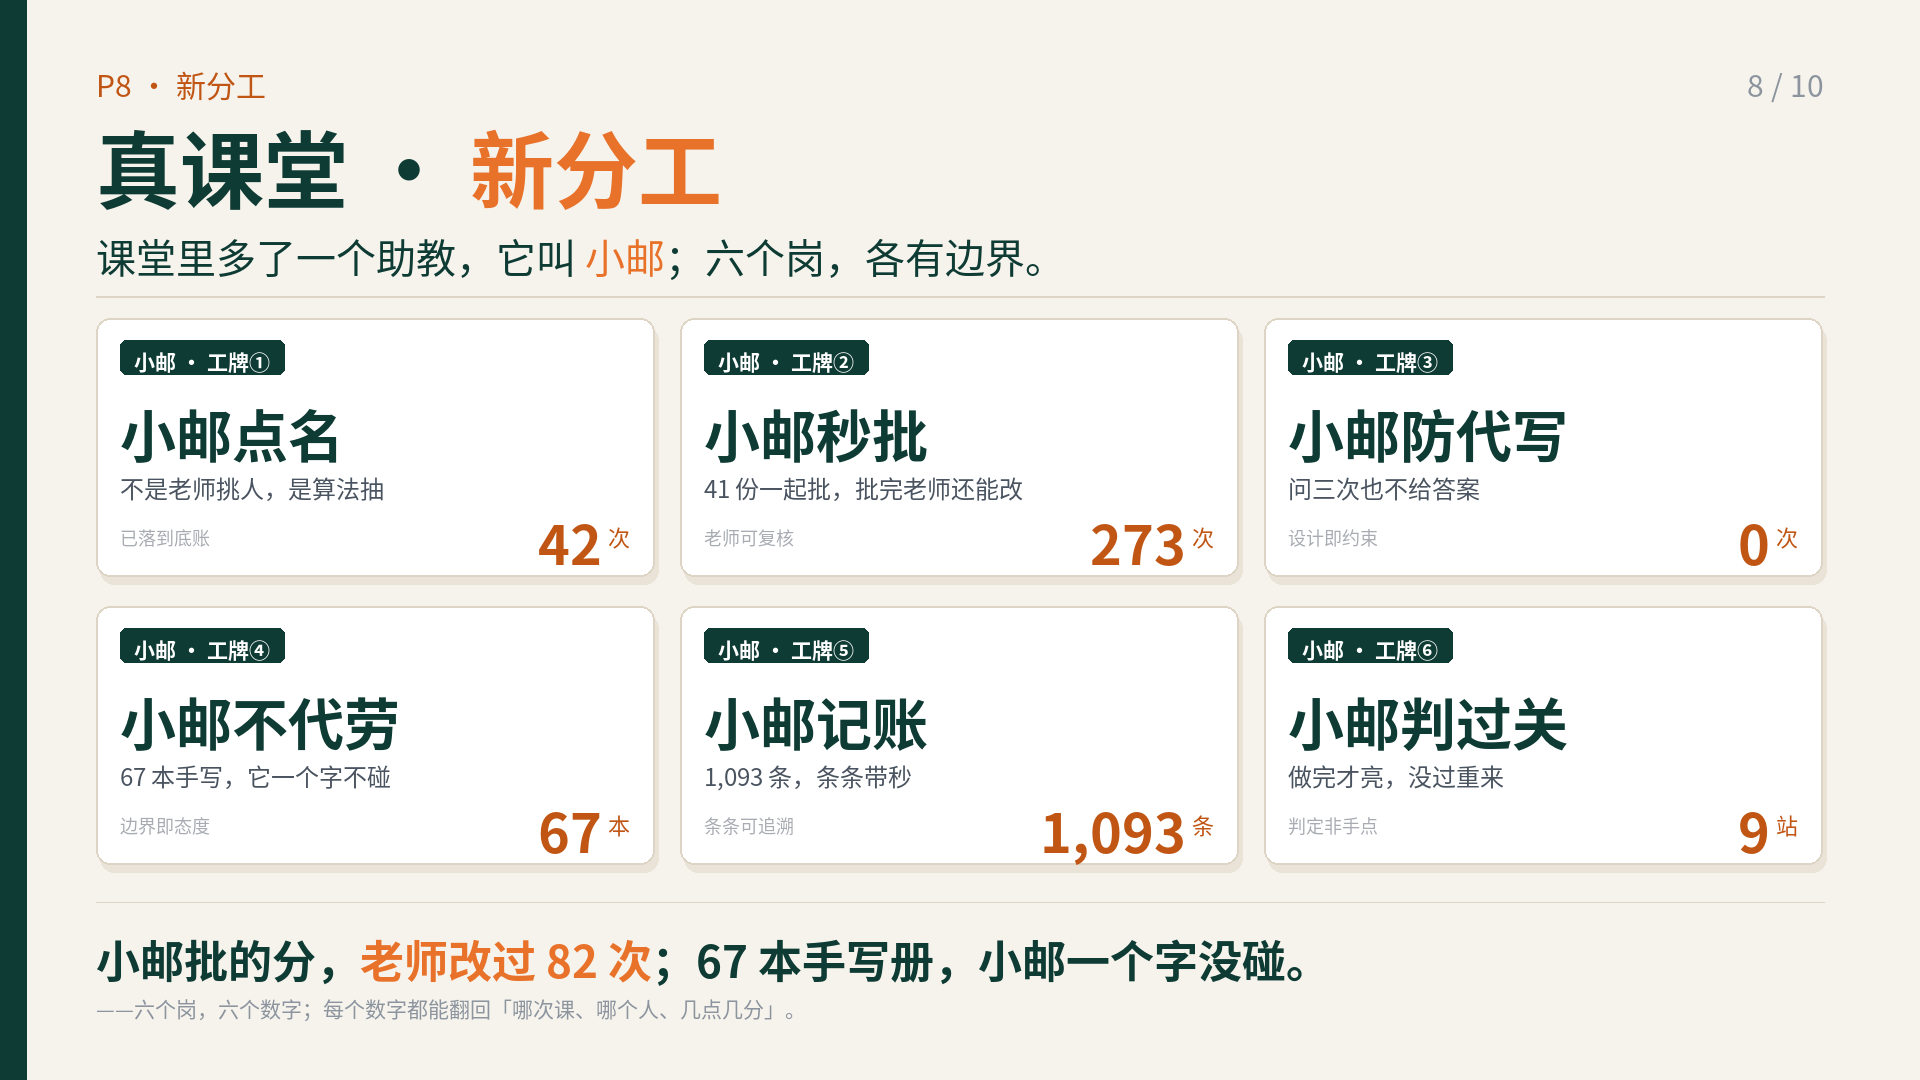 P8 · 新分工
8 / 10
真课堂 · 新分工
课堂里多了一个助教，它叫 小邮；六个岗，各有边界。
小邮 · 工牌①
小邮点名
不是老师挑人，是算法抽
已落到底账
42 次
小邮 · 工牌②
小邮秒批
41 份一起批，批完老师还能改
老师可复核
273 次
小邮 · 工牌③
小邮防代写
问三次也不给答案
设计即约束
0 次
小邮 · 工牌④
小邮不代劳
67 本手写，它一个字不碰
边界即态度
67 本
小邮 · 工牌⑤
小邮记账
1,093 条，条条带秒
条条可追溯
1,093 条
小邮 · 工牌⑥
小邮判过关
做完才亮，没过重来
判定非手点
9 站
小邮批的分，老师改过 82 次；67 本手写册，小邮一个字没碰。
——六个岗，六个数字；每个数字都能翻回「哪次课、哪个人、几点几分」。